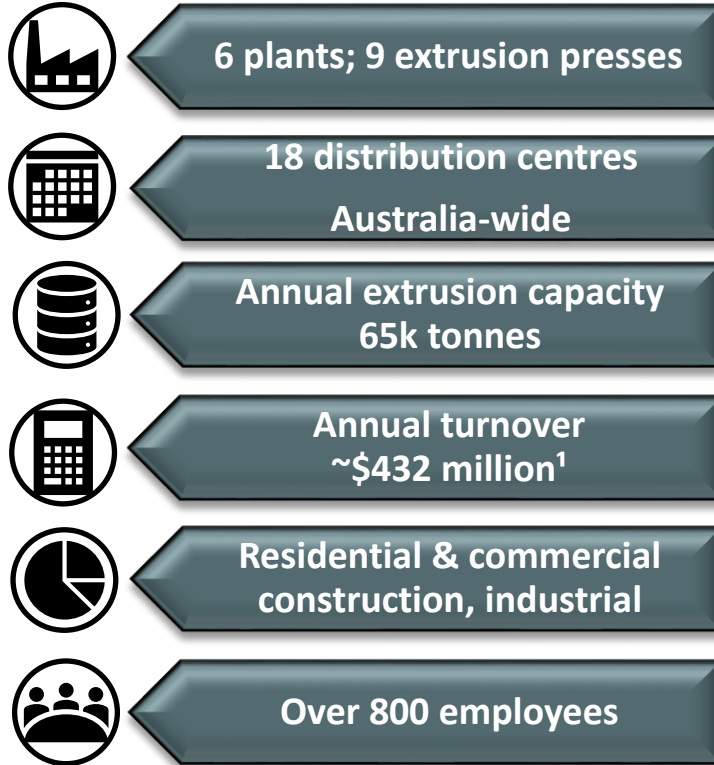 6 plants; 9 extrusion presses
18 distribution centres
Australia-wide
Annual extrusion capacity
65k tonnes
Annual turnover
~$432 million¹
Residential & commercial
construction, industrial
Over 800 employees